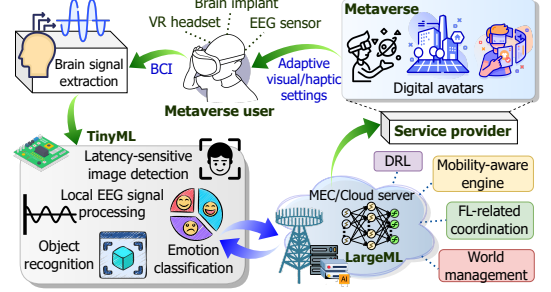 Brain implant
VR headset
EEG sensor
Metaverse
Brain signal
extraction
BCI
Adaptive
visual/haptic
settings
Metaverse user
Digital avatars
TinyML
Service provider
Latency-sensitive
image detection
DRL
Mobility-aware
engine
Local EEG signal
processing
MEC/Cloud server
FL-related
coordination
Object
recognition
Emotion
classification
LargeML
AI
World
management